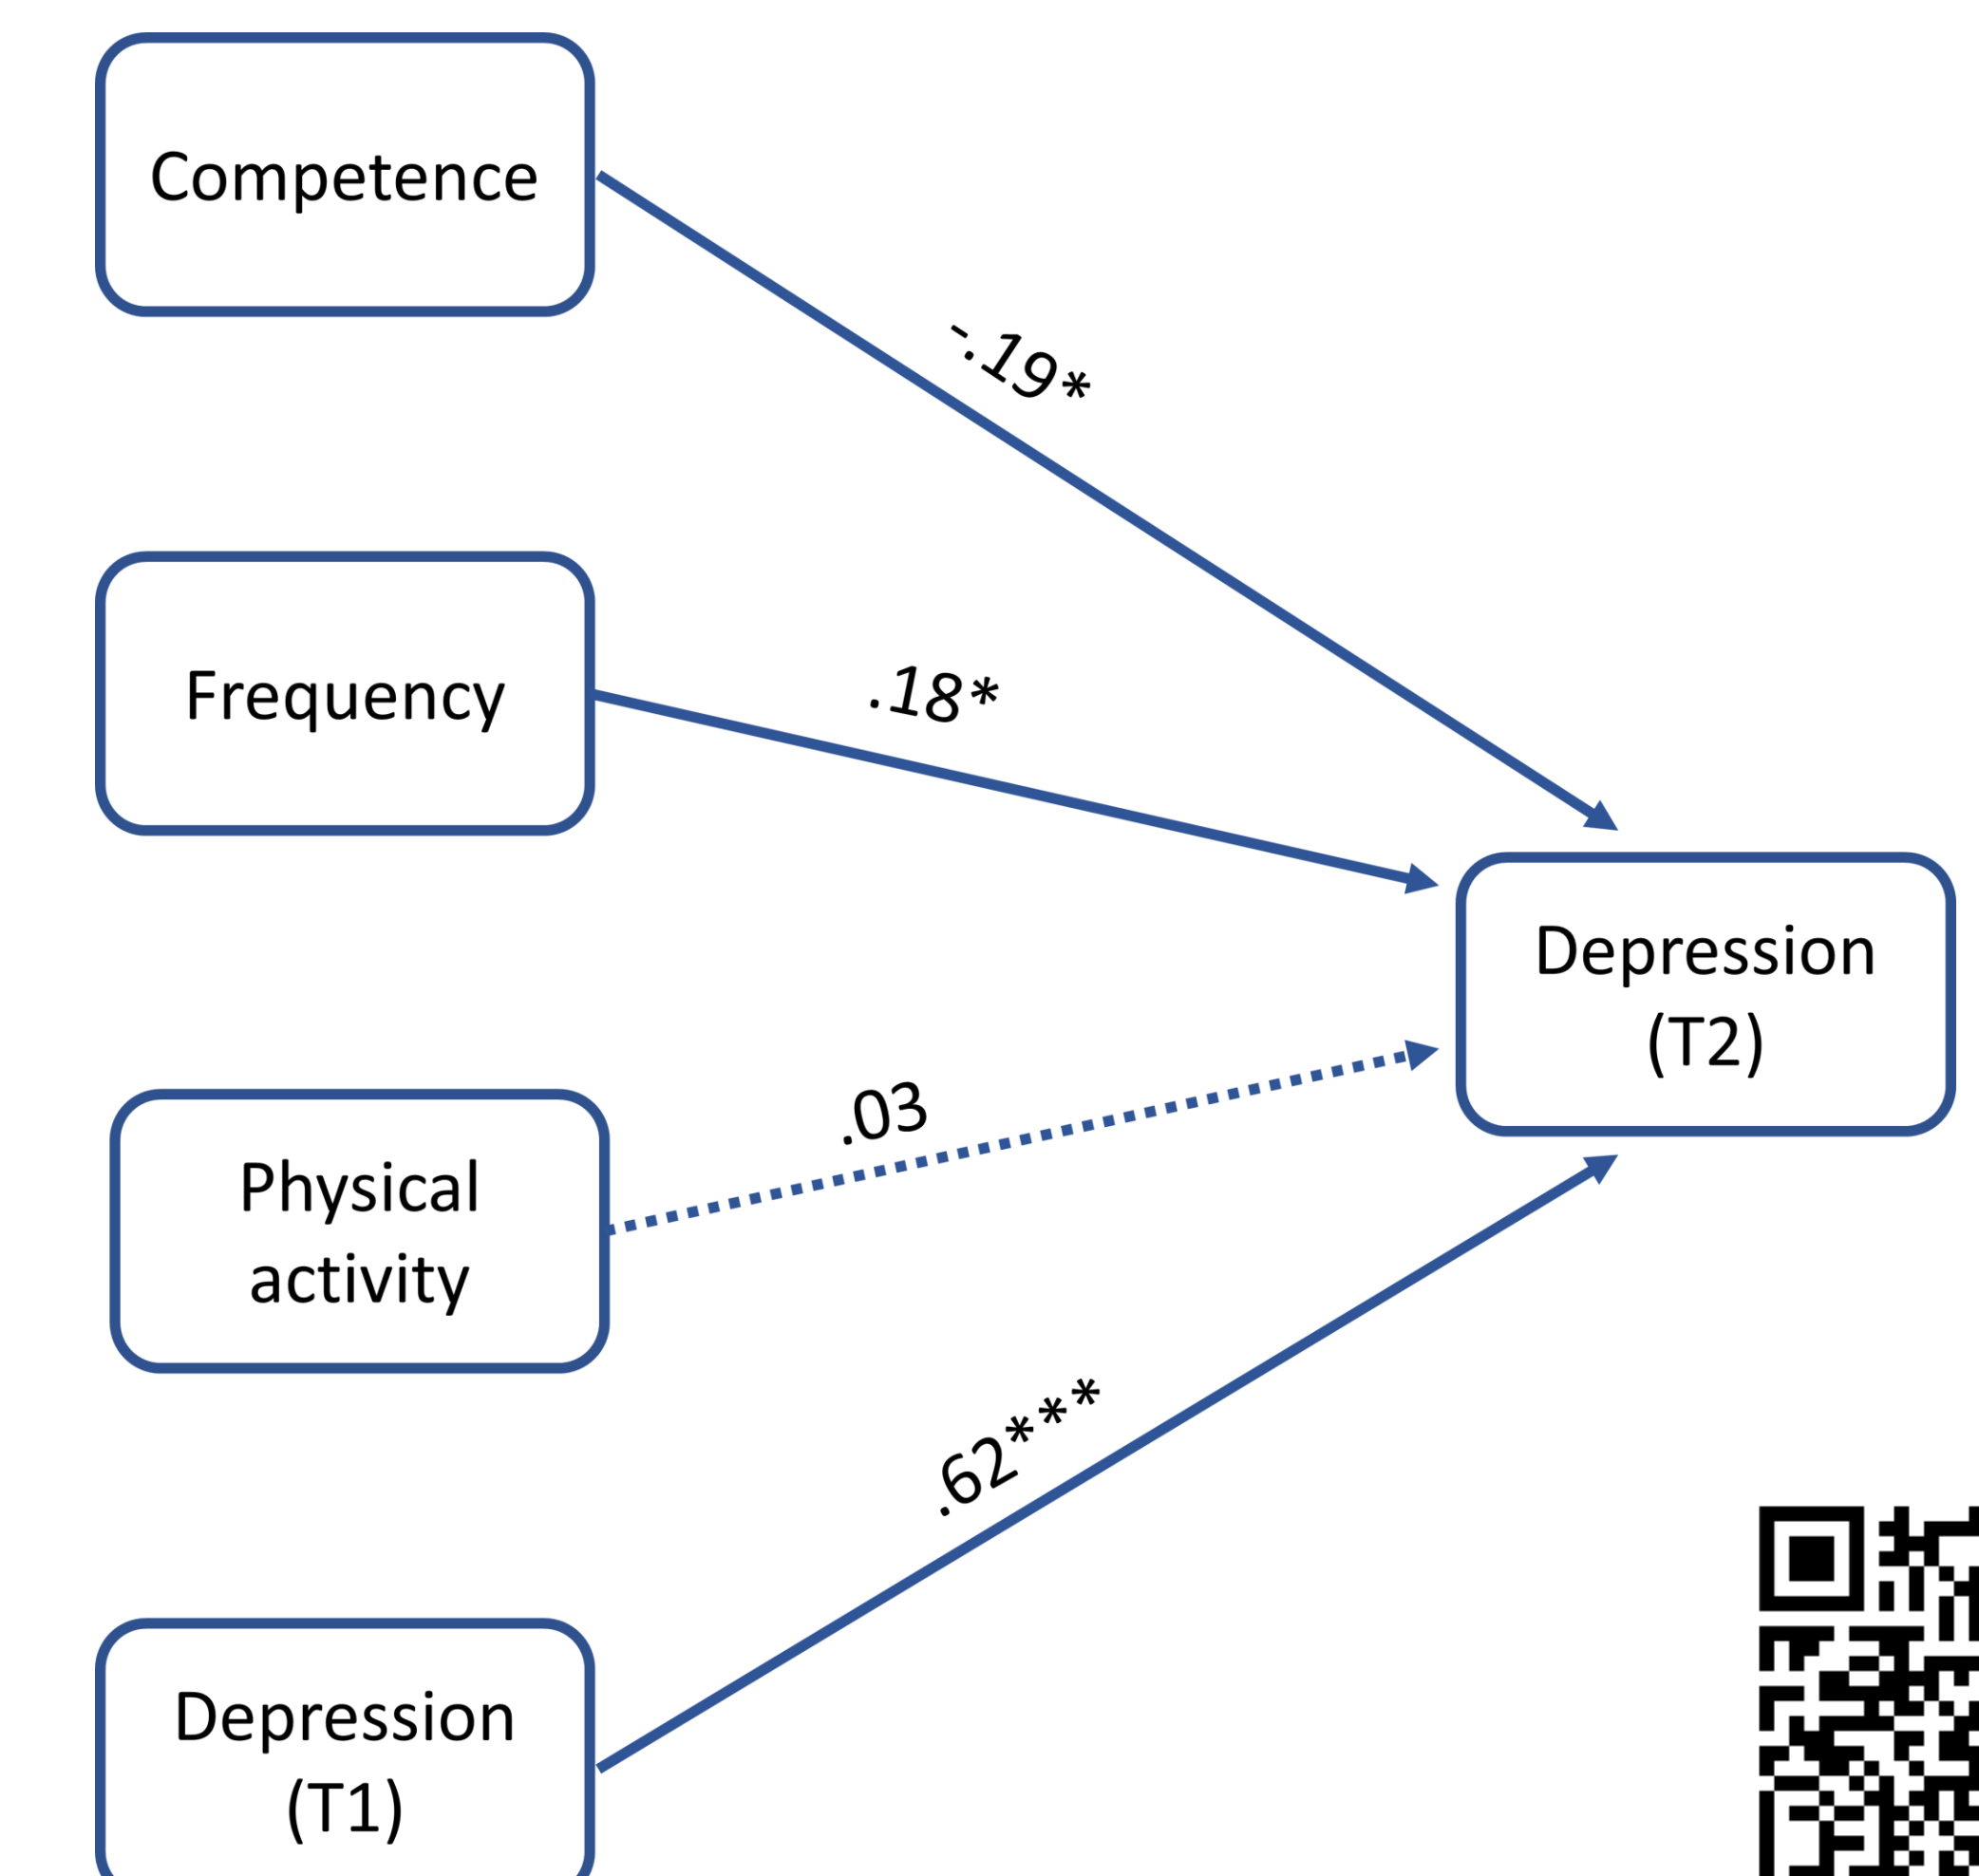 Competence
-.19*
Frequency
.18*
Depression
(T2)
.03
Physical
activity
.62***
Depression
(T1)